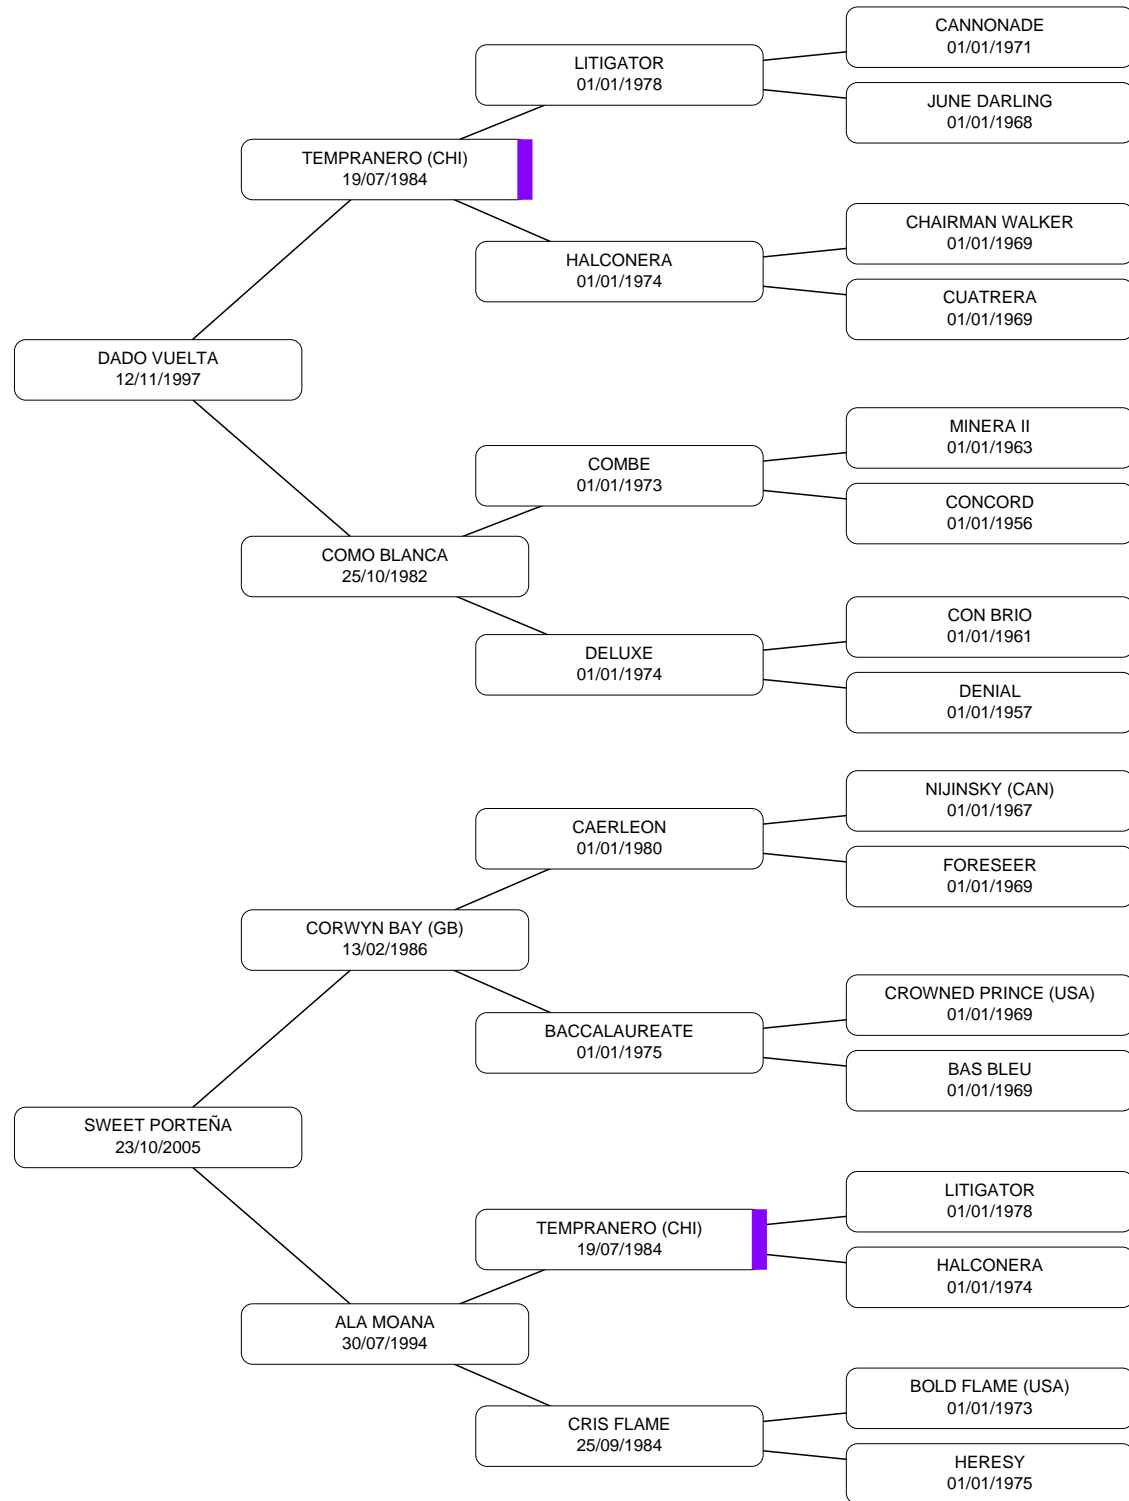 CANNONADE
01/01/1971
LITIGATOR
01/01/1978
JUNE DARLING
01/01/1968
TEMPRANERO (CHI)
19/07/1984
CHAIRMAN WALKER
01/01/1969
HALCONERA
01/01/1974
CUATRERA
01/01/1969
DADO VUELTA
12/11/1997
MINERA II
01/01/1963
COMBE
01/01/1973
CONCORD
01/01/1956
COMO BLANCA
25/10/1982
CON BRIO
01/01/1961
DELUXE
01/01/1974
DENIAL
01/01/1957
NIJINSKY (CAN)
01/01/1967
CAERLEON
01/01/1980
FORESEER
01/01/1969
CORWYN BAY (GB)
13/02/1986
CROWNED PRINCE (USA)
01/01/1969
BACCALAUREATE
01/01/1975
BAS BLEU
01/01/1969
SWEET PORTEÑA
23/10/2005
LITIGATOR
01/01/1978
TEMPRANERO (CHI)
19/07/1984
HALCONERA
01/01/1974
ALA MOANA
30/07/1994
BOLD FLAME (USA)
01/01/1973
CRIS FLAME
25/09/1984
HERESY
01/01/1975